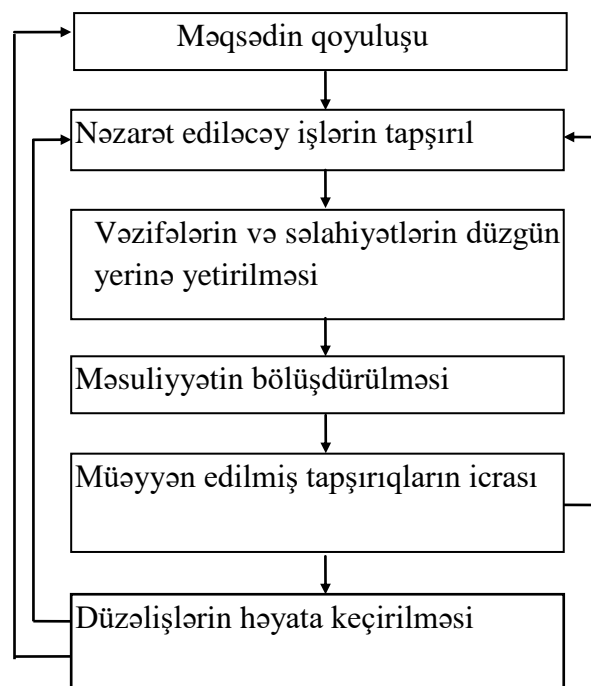 Məqsədin qoyuluşu
Nəzarət ediləcəy işlərin tapşırıl
Vəzifələrin və səlahiyətlərin düzgün
yerinə yetirilməsi
Məsuliyyətin bölüşdürülməsi
Müəyyən edilmiş tapşırıqların icrası
Düzəlişlərin həyata keçirilməsi